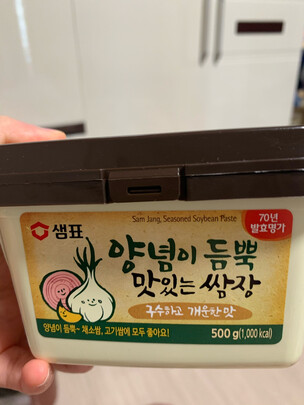 Sam Jang, Seasoned Soybean Paste
70년
발효명가
샘표
양념이 듬뿍
맛있는 쌈장
구수하고 개운한 맛
양념이 듬뿍~ 채소쌈, 고기쌈에 모두 좋아요!
500 g (1,000 kcal)